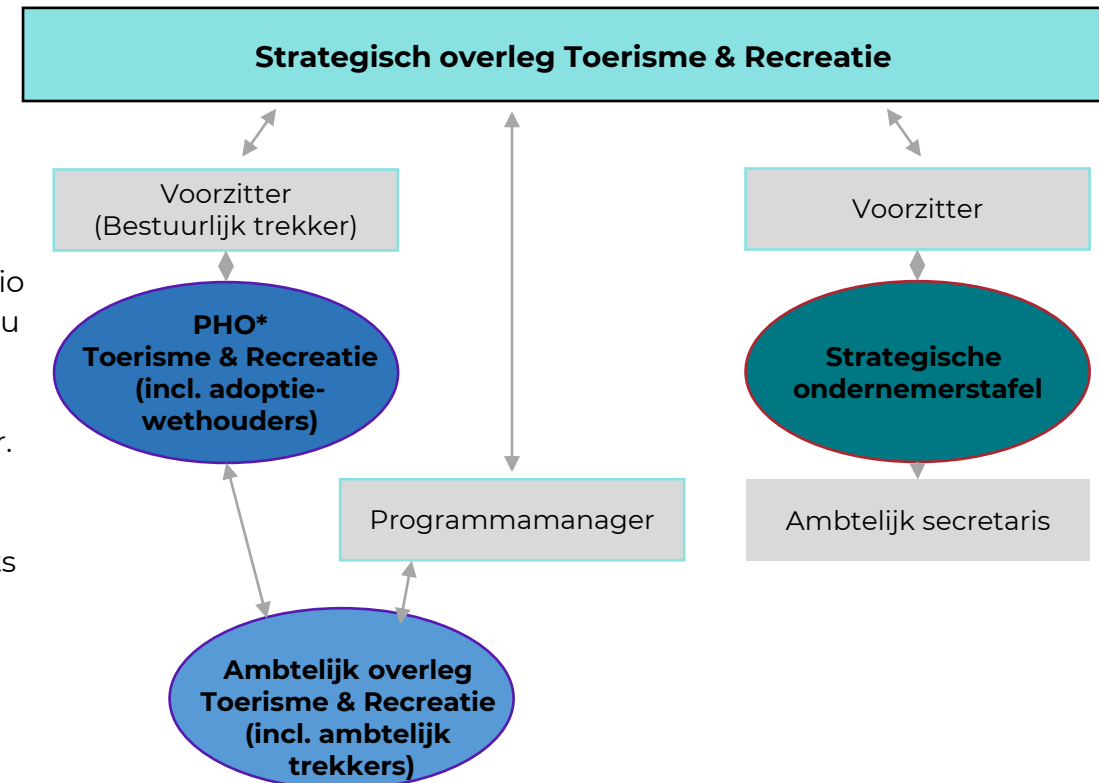 Strategisch overleg Toerisme & Recreatie
Voorzitter
(Bestuurlijk trekker)
Voorzitter
PHO*
Toerisme & Recreatie
(incl. adoptie-
wethouders)
Strategische
ondernemerstafel
Programmamanager
Ambtelijk secretaris
Ambtelijk overleg
Toerisme & Recreatie
(incl. ambtelijk
trekkers)